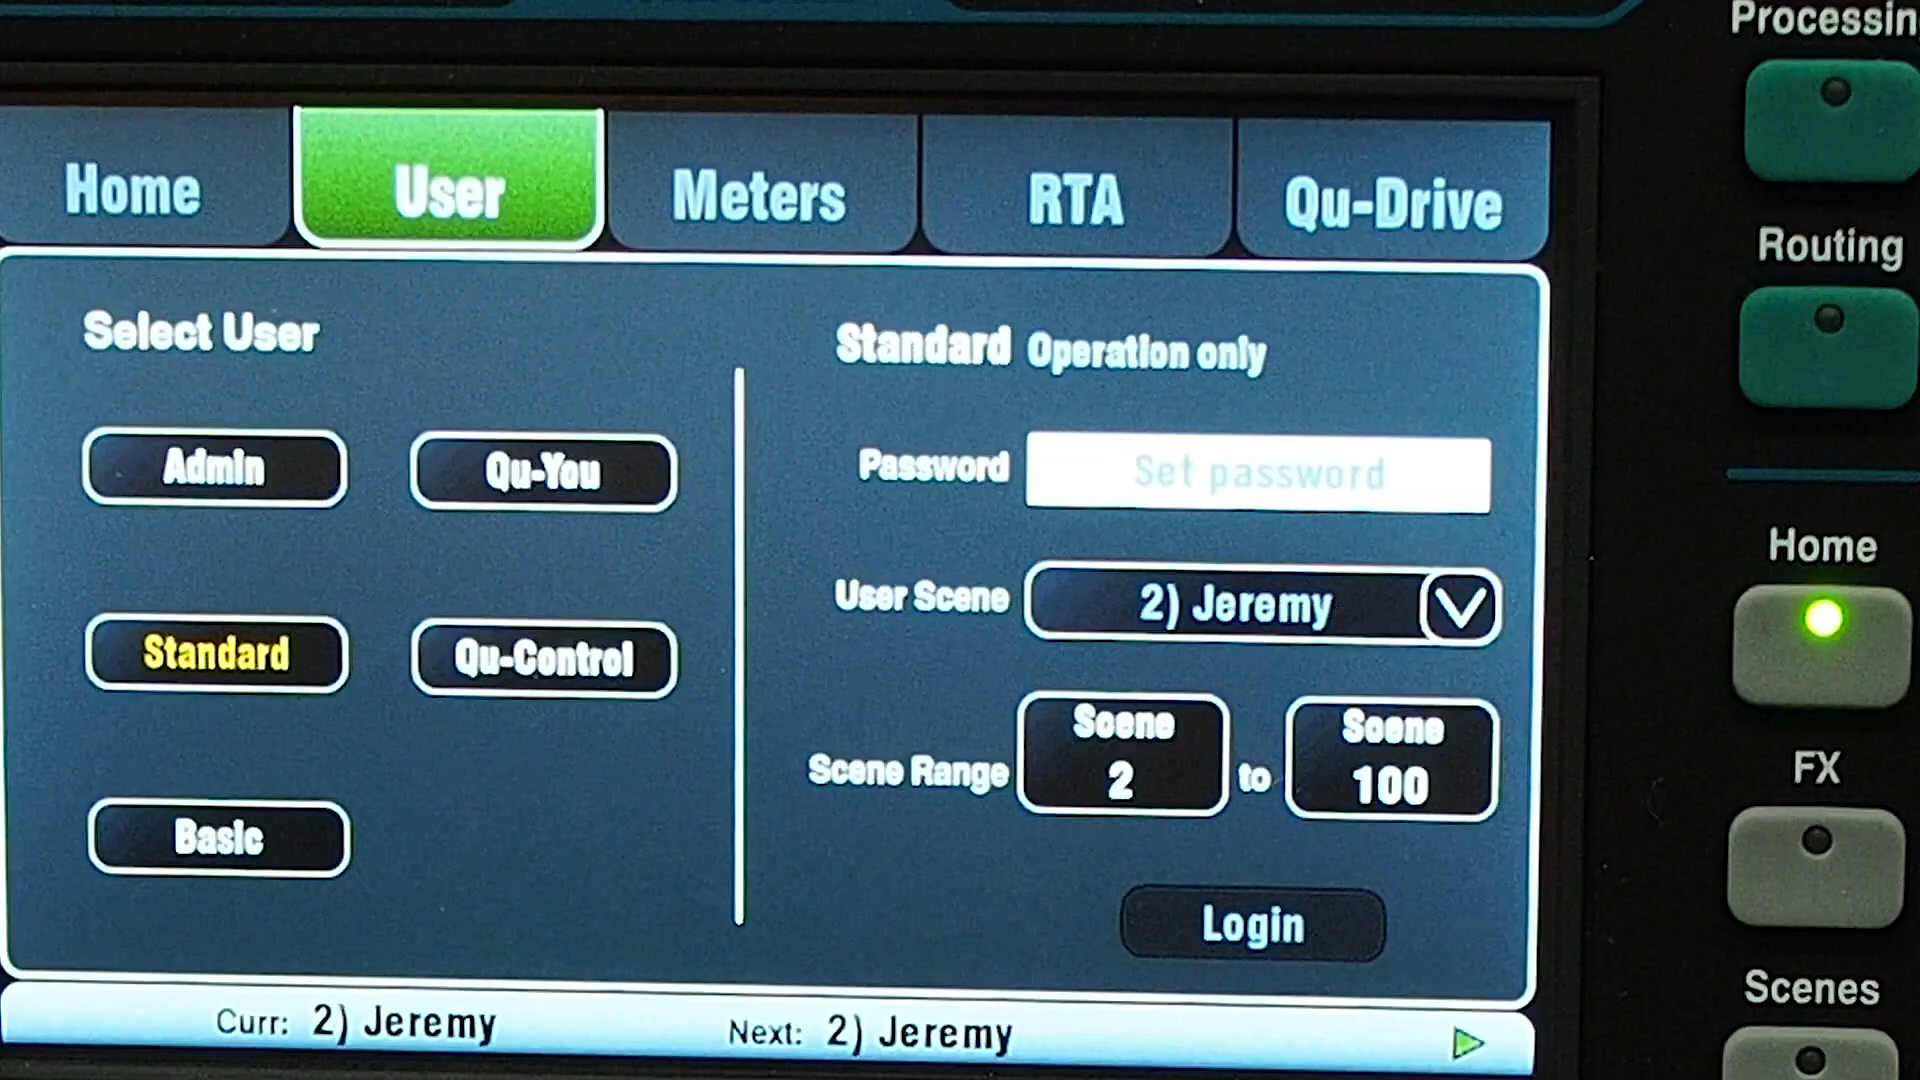 Processin
Home User Meters RTA Qu-Drive
Routing
Select User
Standard Operation only
Admin Qu-You
Password Set password
Home
User Scene 2) Jeremy
Standard Qu-Control
Scene Scene
Scene Range 2 to 100
FX
Basic
Login
Scenes
Curr: 2) Jeremy Next: 2) Jeremy